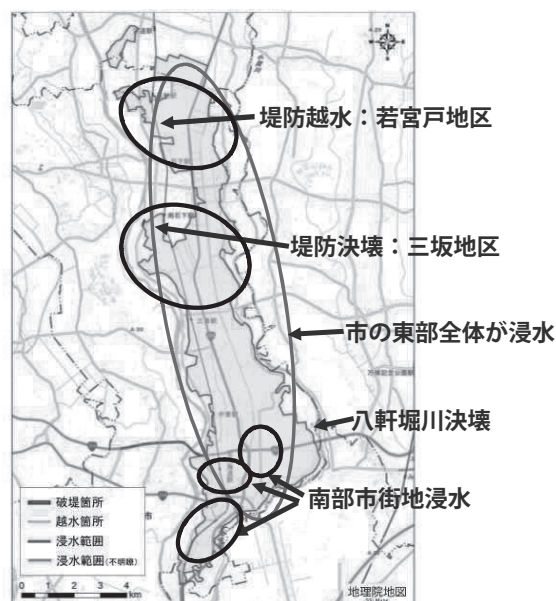 堤防越水：若宮戸地区
堤防決壊：三坂地区
市の東部全体が浸水
八軒堀川決壊
南部市街地浸水
破堤箇所
越水箇所
浸水範囲
浸水範囲(不明瞭)
0 1 2 3 4
km
地理院地図